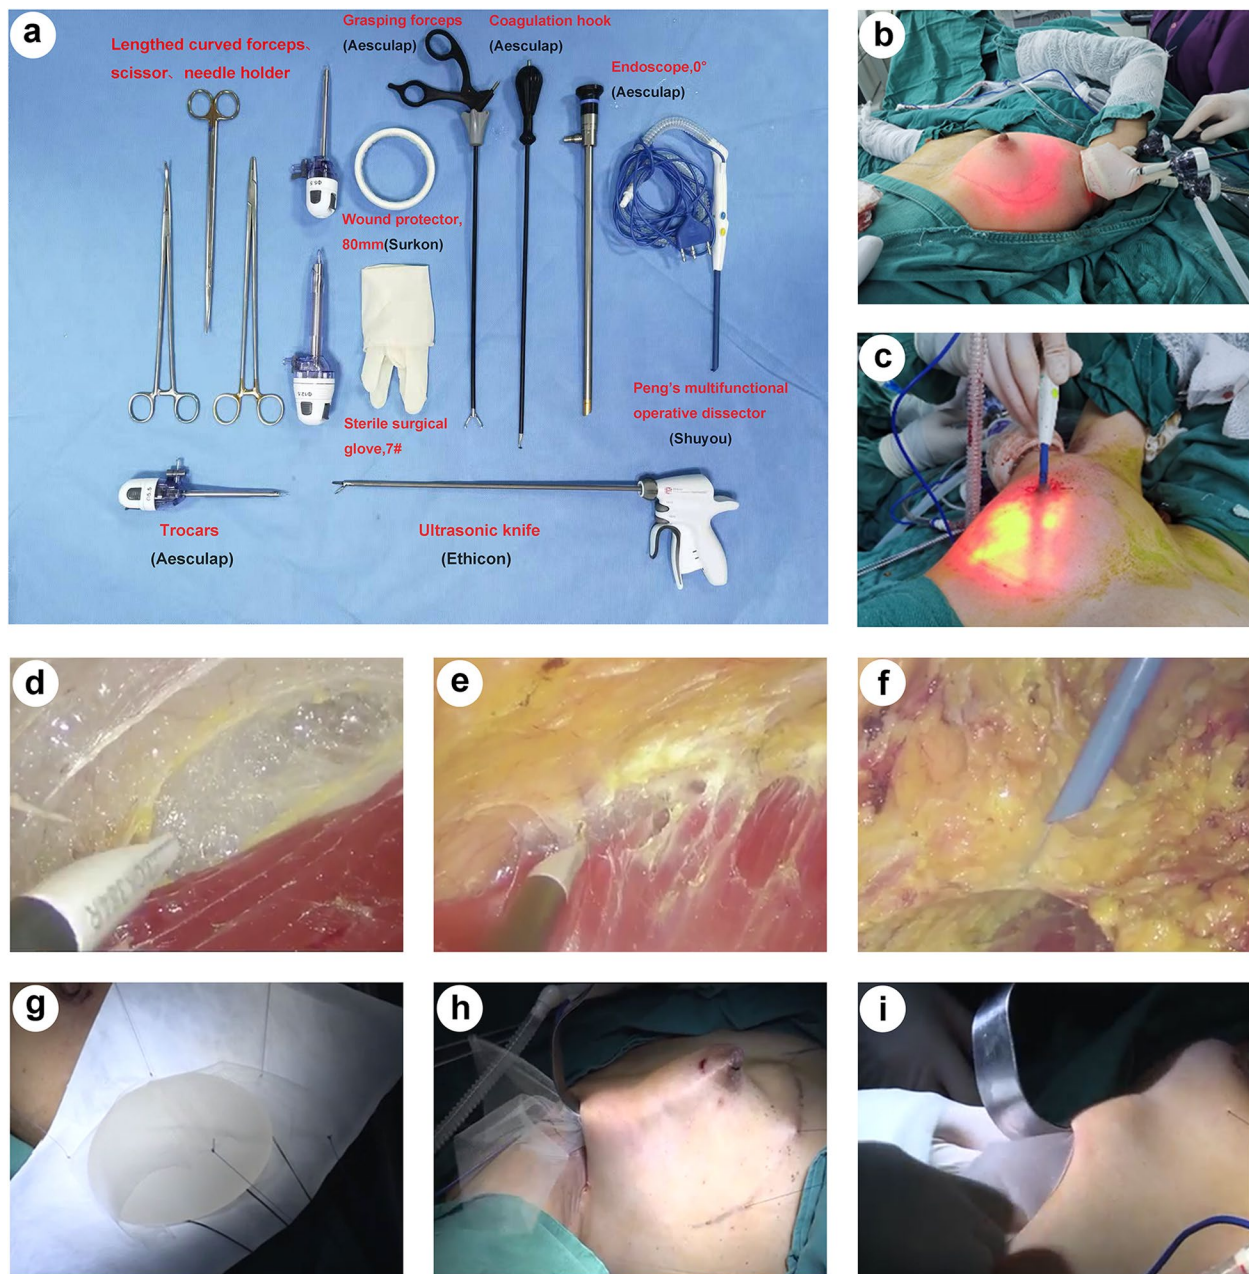 a
Lengthed curved forceps、
scissor、needle holder
Grasping forceps
(Aesculap)
Coagulation hook
(Aesculap)
Endoscope,0°
(Aesculap)
Wound protector,
80mm(Surkon)
Sterile surgical
glove,7#
Peng's multifunctional
operative dissector
(Shuyou)
Trocars
(Aesculap)
Ultrasonic knife
(Ethicon)
b
c
d
e
f
g
h
i